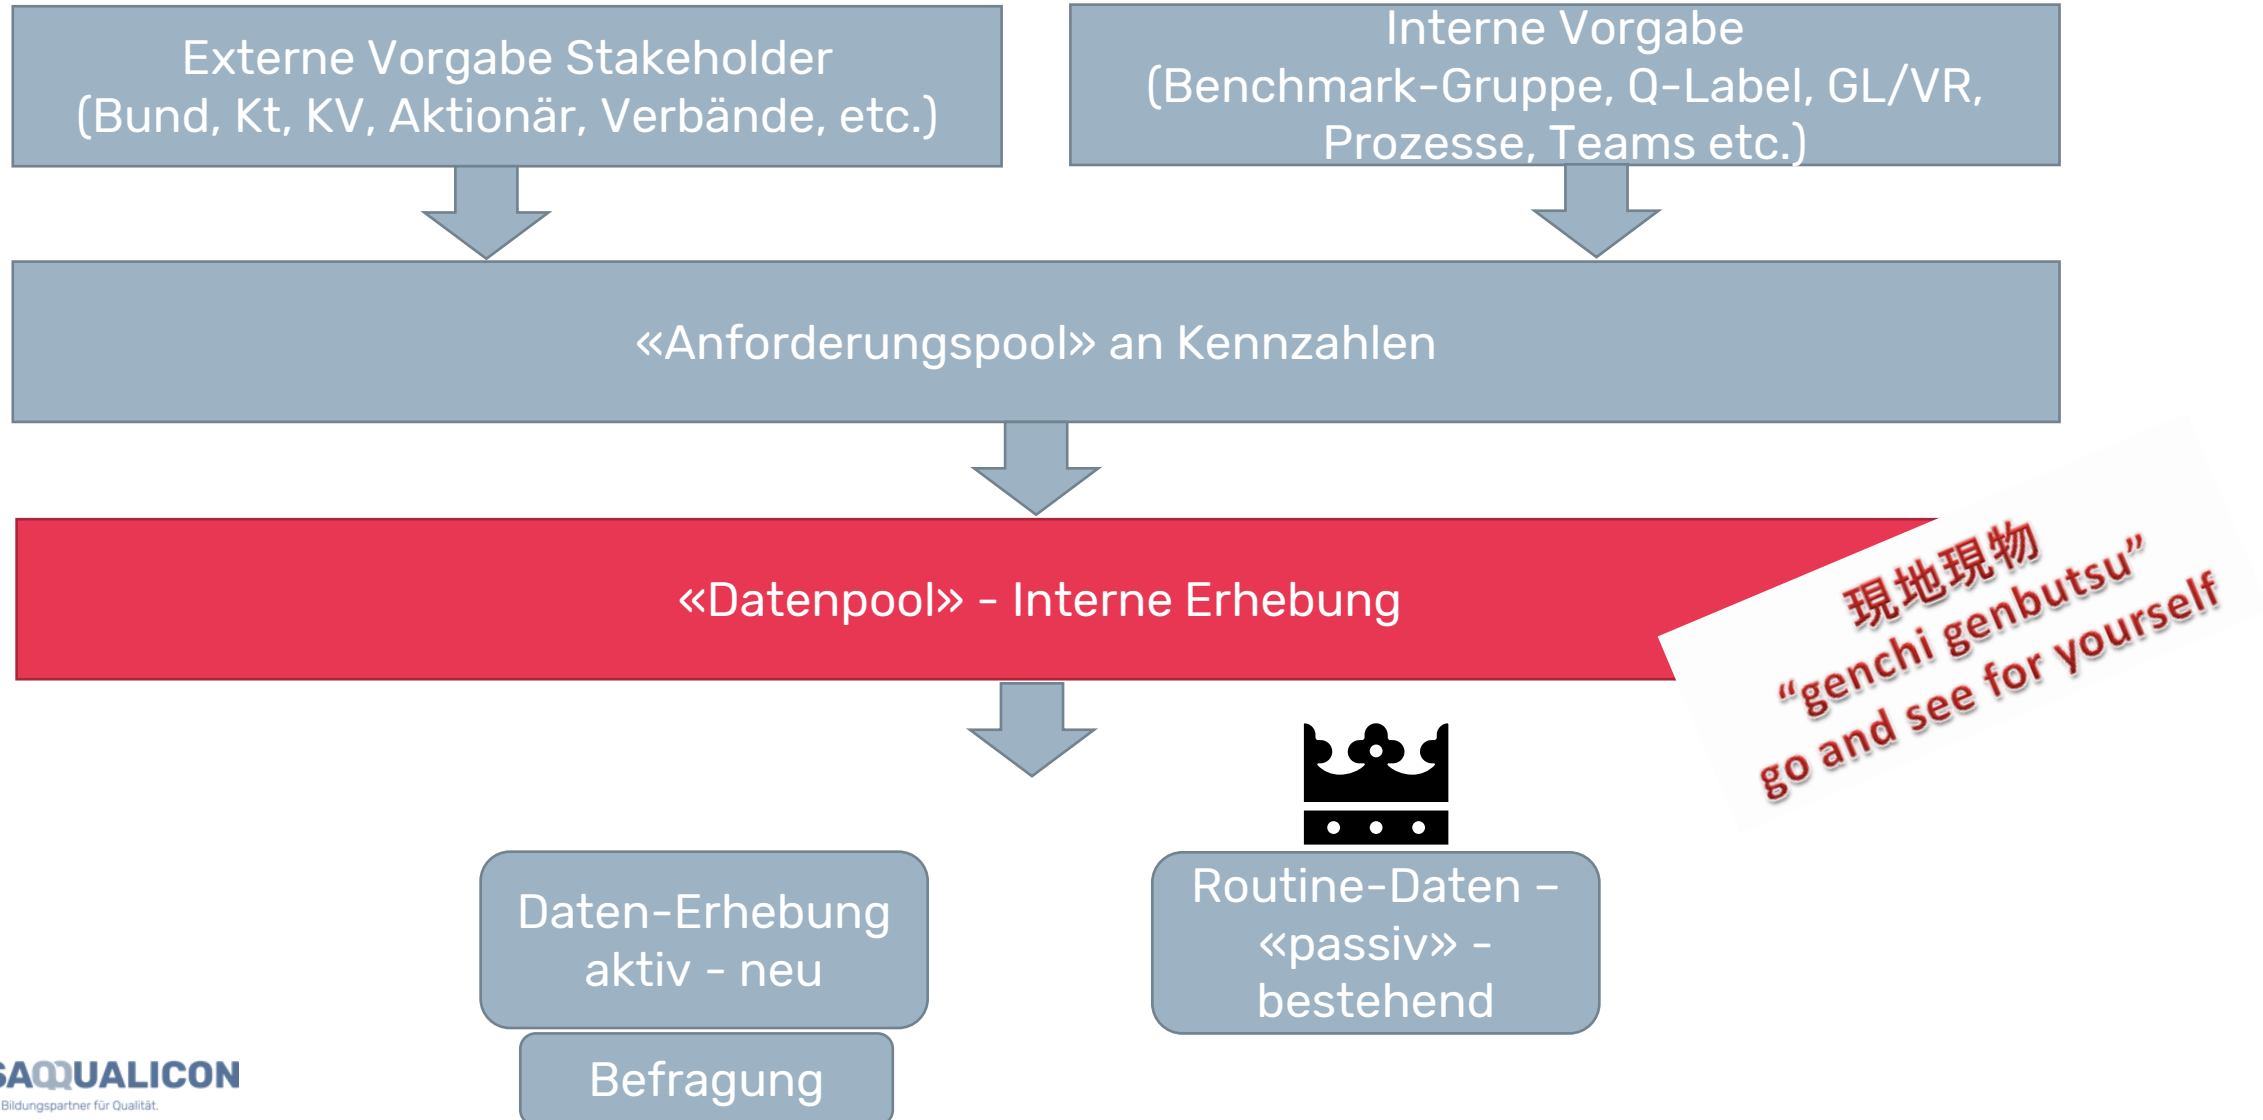 Externe Vorgabe Stakeholder
(Bund, Kt, KV, Aktionär, Verbände, etc.)
Interne Vorgabe
(Benchmark-Gruppe, Q-Label, GL/VR,
Prozesse, Teams etc.)
«Anforderungspool» an Kennzahlen
«Datenpool» - Interne Erhebung
現地現物
“genchi genbutsu”
go and see for yourself
Daten-Erhebung
aktiv - neu
Befragung
Routine-Daten –
«passiv» -
bestehend
SAQQUALICON
Bildungspartner für Qualität.